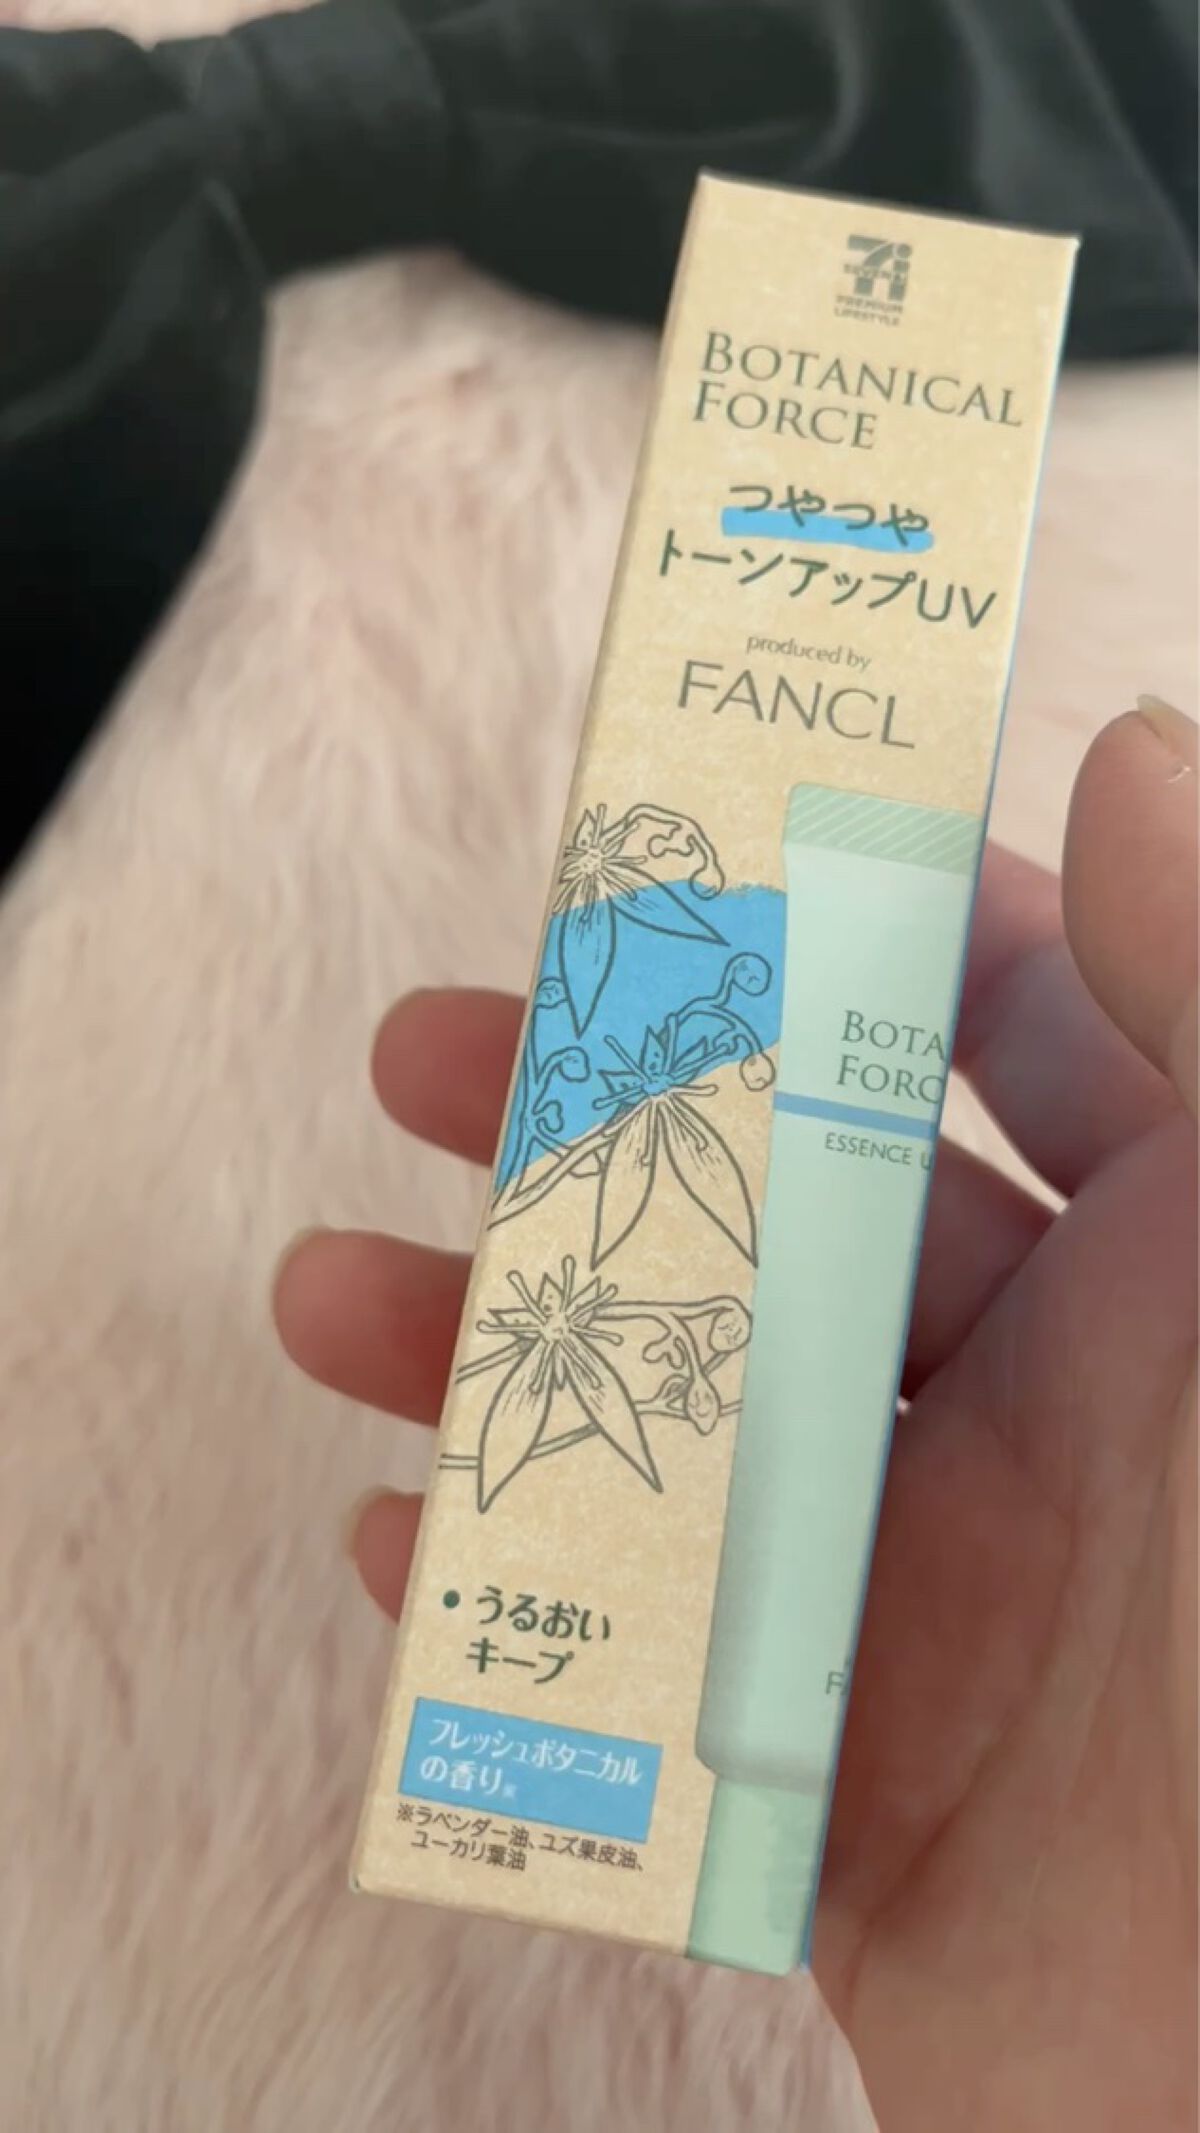 7i
SEVEN
PREMIUM
LIFESTYLE
BOTANICAL
FORCE
つやつや
トーンアップUV
produced by
FANCL
BOTA
FORC
ESSENCE U
FA
・うるおい
キープ
フレッシュボタニカル
の香り※
※ラベンダー油、ユズ果皮油、
ユーカリ葉油